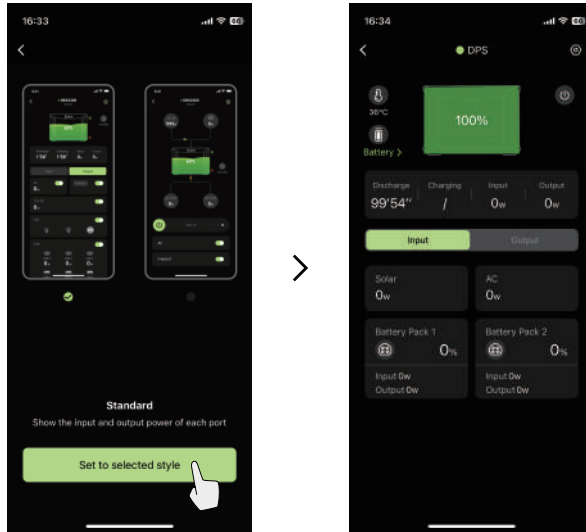 16:33
66
Standard
Show the input and output power of each port
Set to selected style
16:34
66
DPS
36°C
100%
Battery >
Discharge
Charging
Input
Output
99'54"
/
0w
0w
Input
Output
Solar
AC
0w
0w
Battery Pack 1
Battery Pack 2
0%
0%
Input 0w
Input 0w
Output 0w
Output 0w